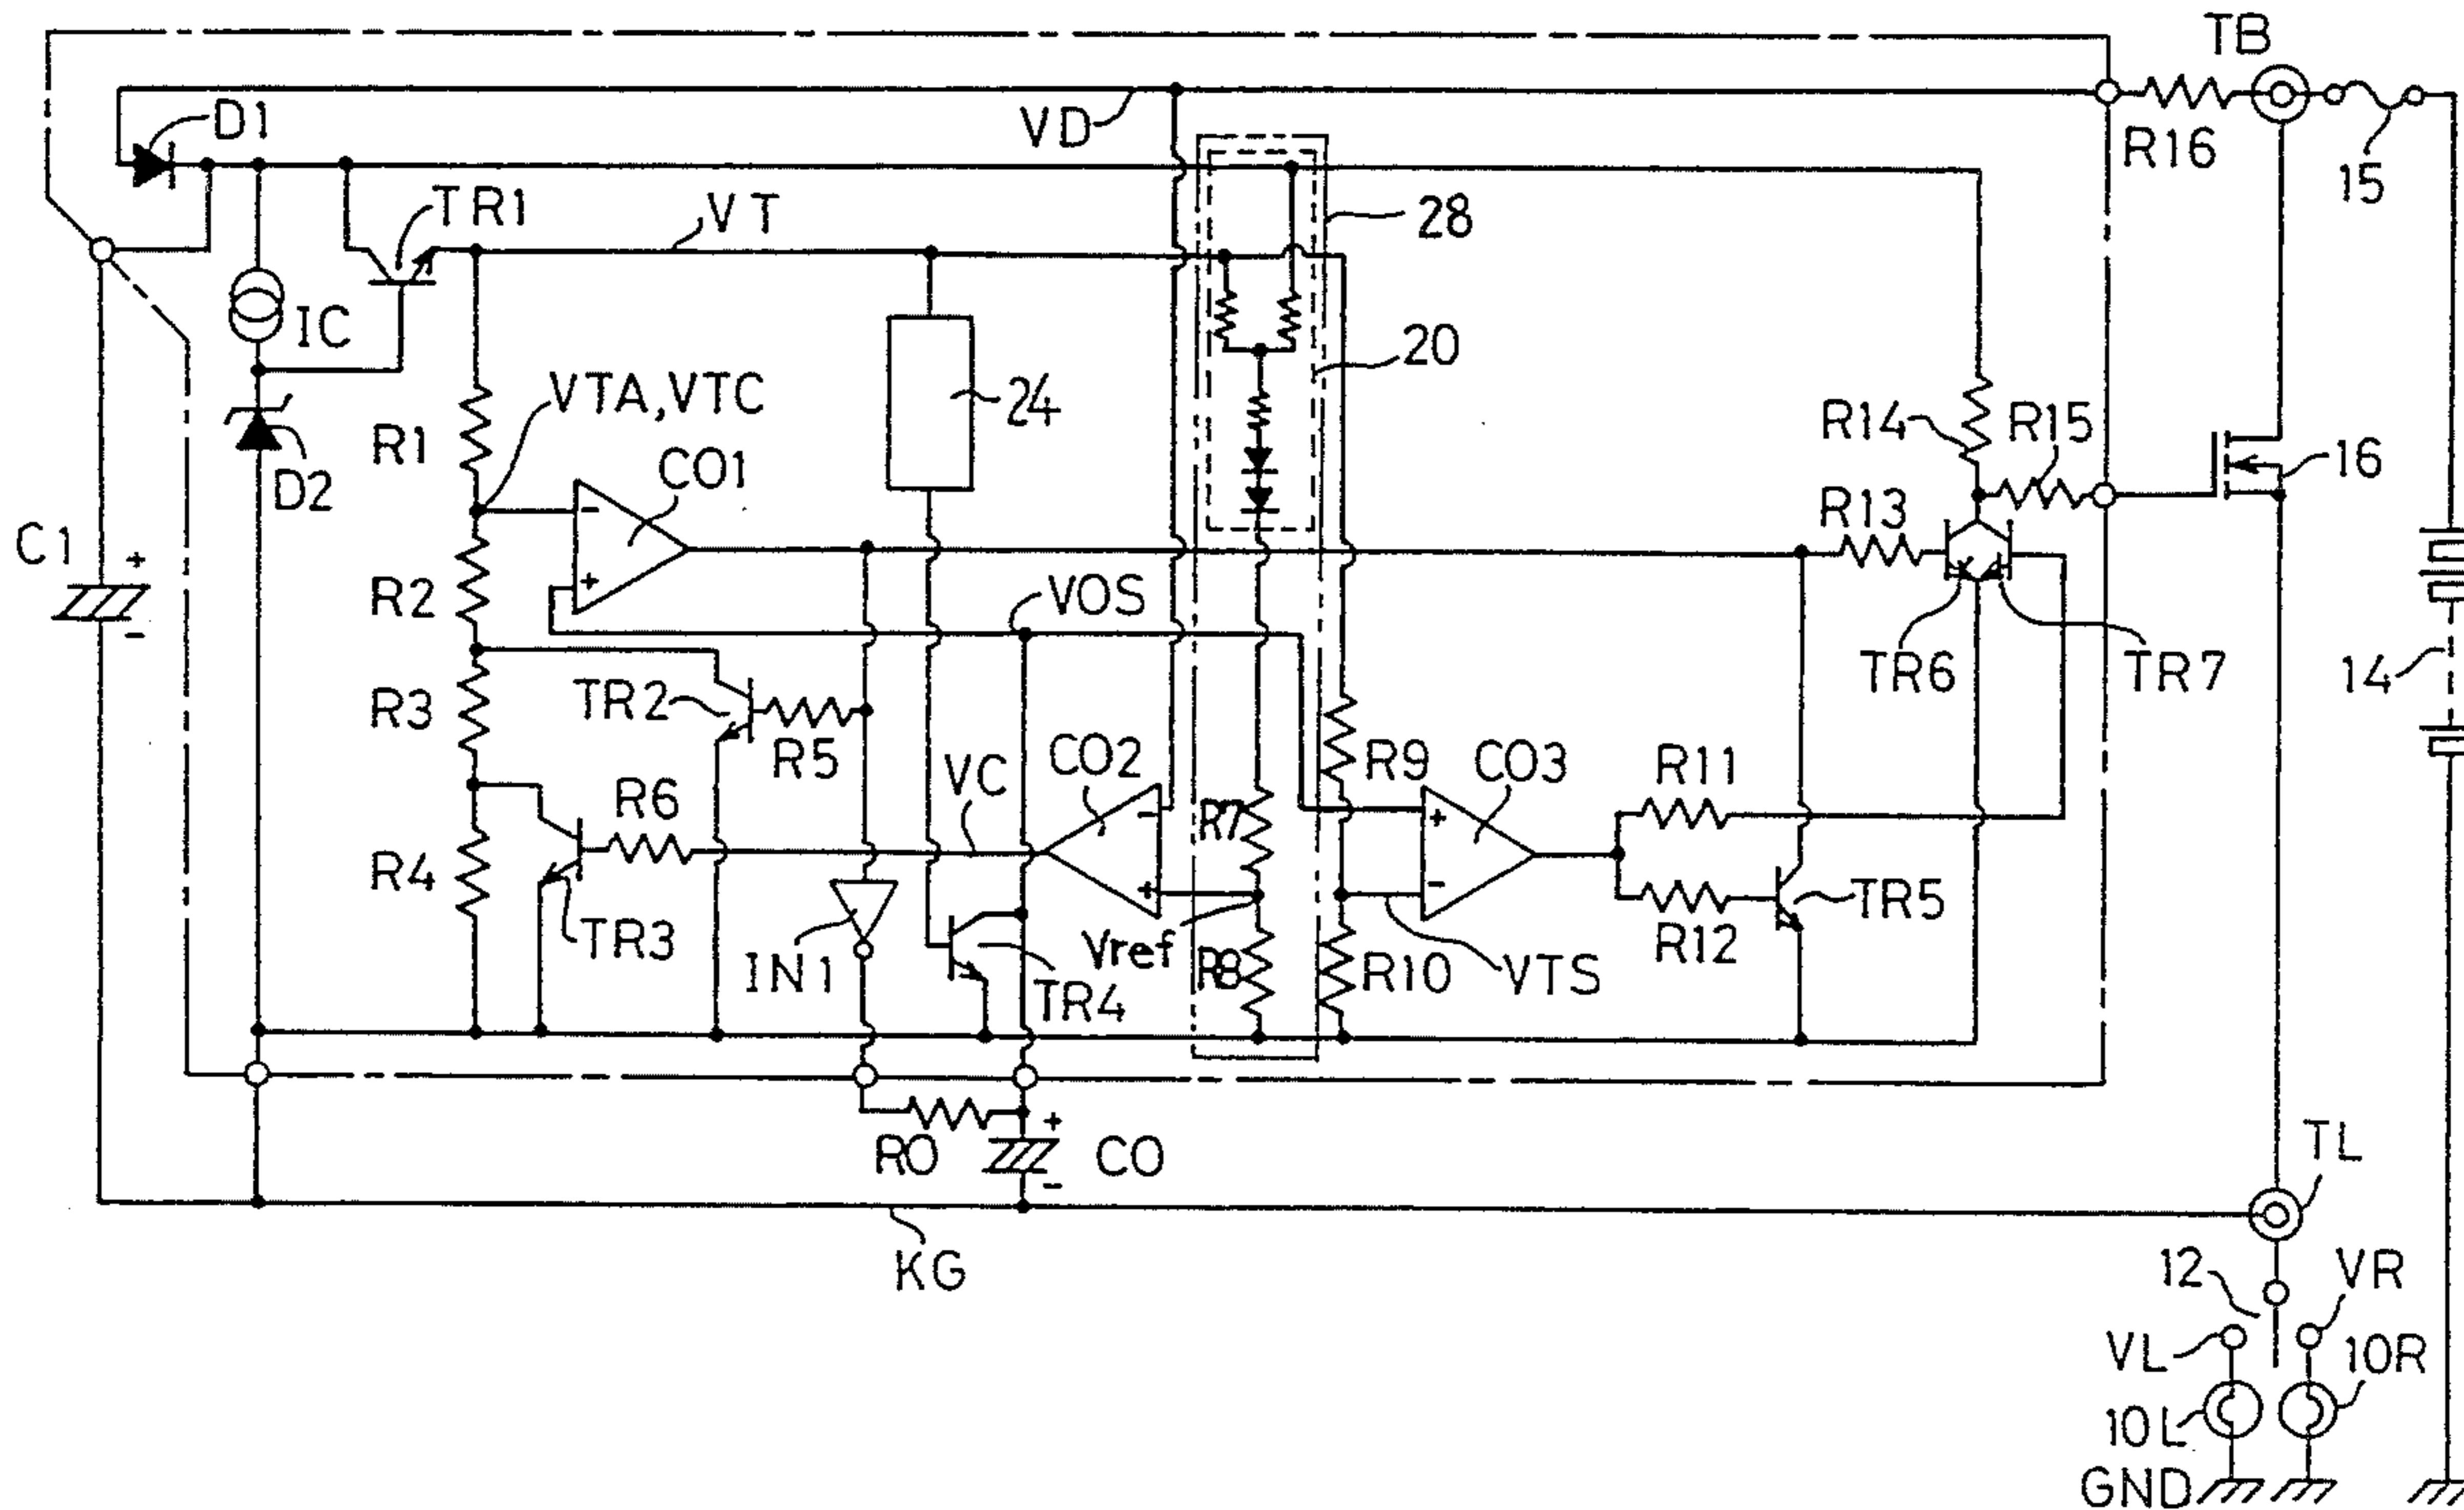 TB
D1
VD
R16
15
TR1
VT
28
IC
20
VTA,VTC
24
R14
R15
R1
CO1
16
D2
-
R13
C1
+
R2
+
VOS
-
TR6
TR7
14
R3
TR2
R5
VC
CO2
R9
CO3
R11
R6
-
R7
+
R4
+
-
TR5
TR3
Vref
R8
R10
VTS
R12
IN1
TR4
+
R0
C0
-
TL
KG
12
VR
VL
10R
10L
GND